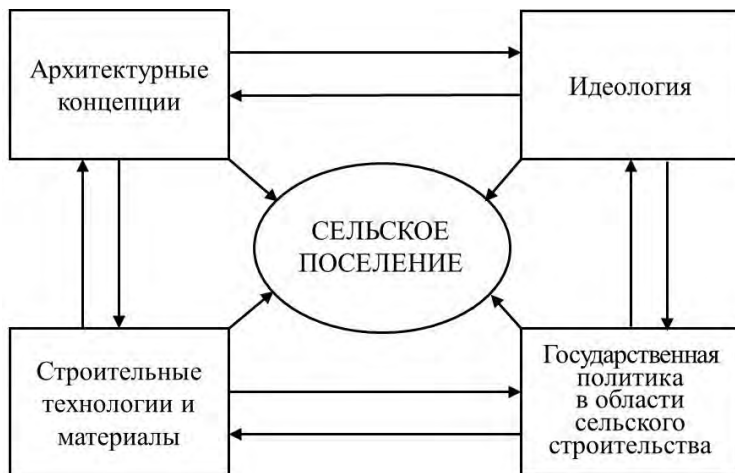 Архитектурные
концепции
Идеология
СЕЛЬСКОЕ
ПОСЕЛЕНИЕ
Строительные
технологии и
материалы
Государственная
политика
в области
сельского
строительства